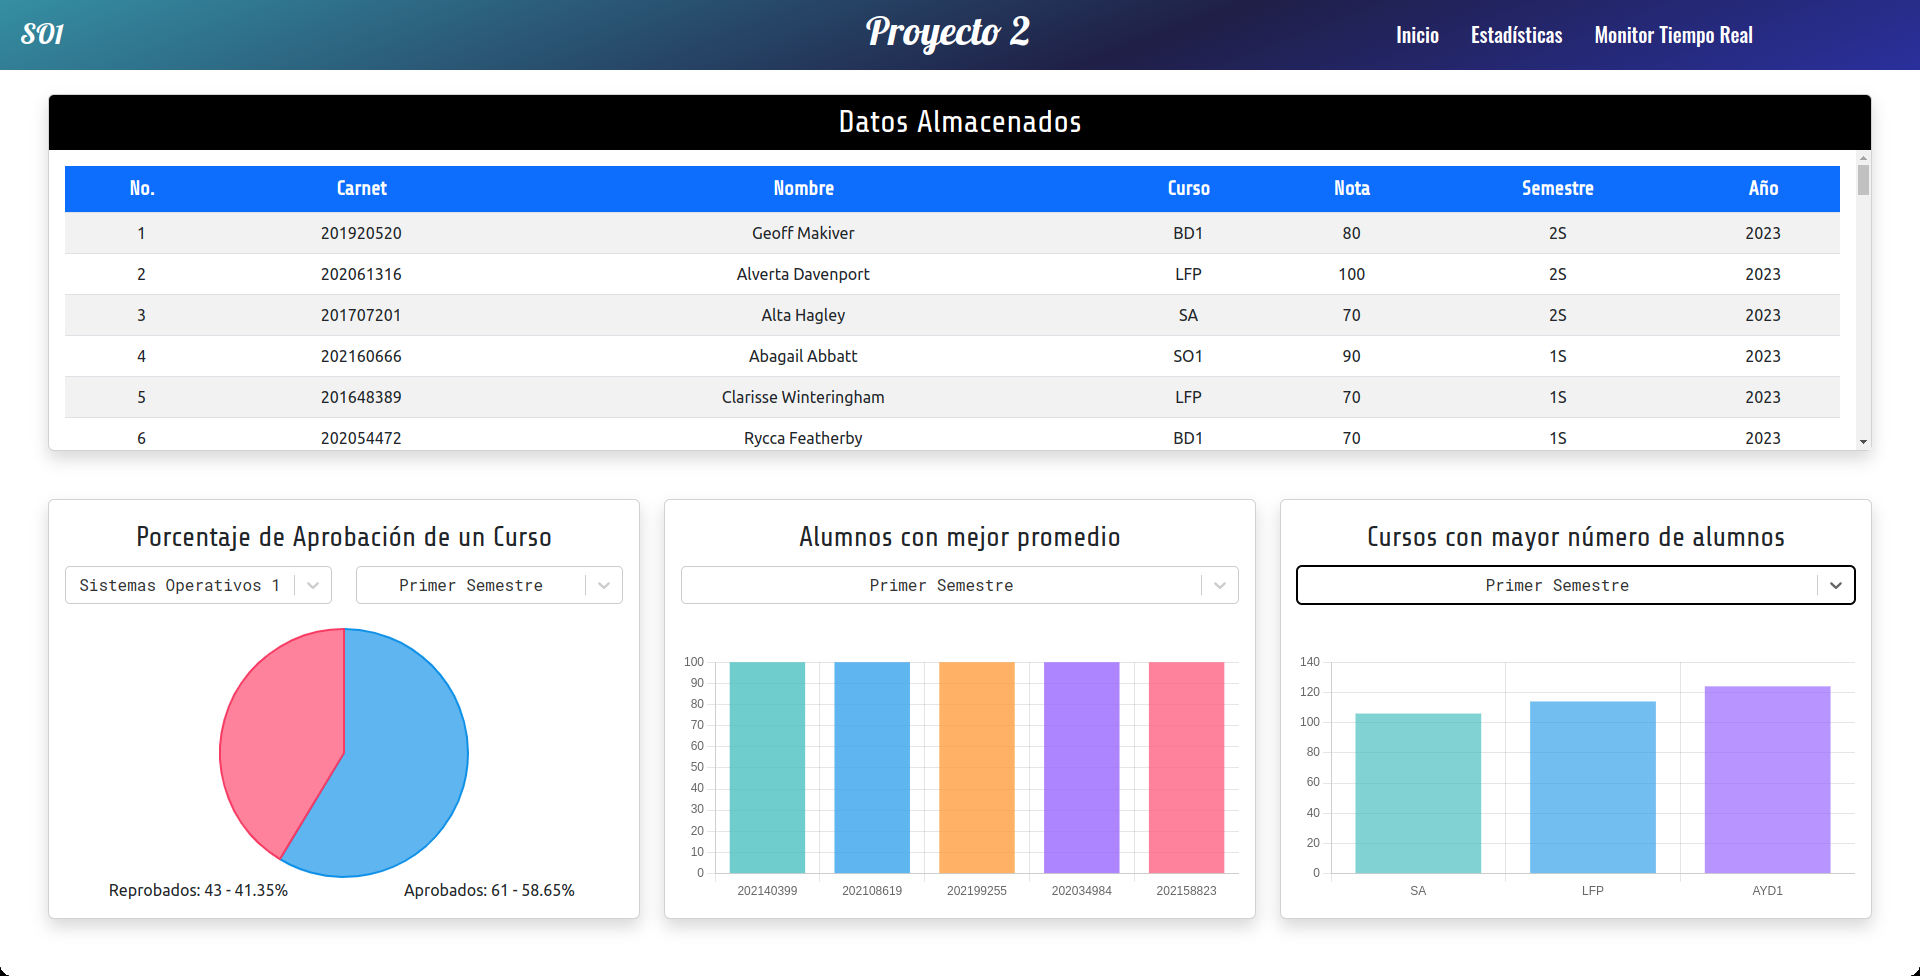 SO1 Proyecto 2 Inicio Estadísticas Monitor Tiempo Real
Datos Almacenados
No. Carnet Nombre Curso Nota Semestre Año
1 201920520 Geoff Makiver BD1 80 2S 2023
2 202061316 Alverta Davenport LFP 100 2S 2023
3 201707201 Alta Hagley SA 70 2S 2023
4 202160666 Abagail Abbatt SO1 90 1S 2023
5 201648389 Clarisse Winteringham LFP 70 1S 2023
6 202054472 Rycca Featherby BD1 70 1S 2023
Porcentaje de Aprobación de un Curso
Sistemas Operativos 1 Primer Semestre
Reprobados: 43 - 41.35% Aprobados: 61 - 58.65%
Alumnos con mejor promedio
Primer Semestre
100
90
80
70
60
50
40
30
20
10
0
202140399 202108619 202199255 202034984 202158823
Cursos con mayor número de alumnos
Primer Semestre
140
120
100
80
60
40
20
0
SA LFP AYD1